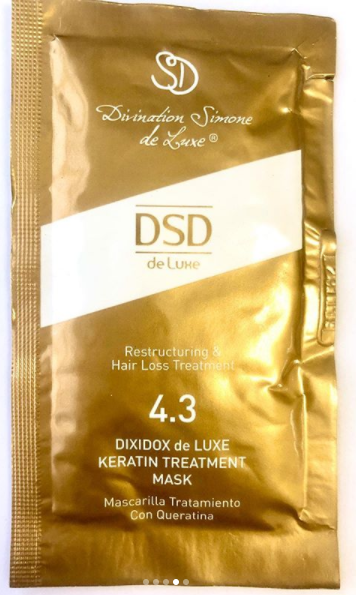 SD
Divination Simone
de Luxe ®
DSD
de Luxe
Restructuring &
Hair Loss Treatment
4.3
DIXIDOX de LUXE
KERATIN TREATMENT
MASK
Mascarilla Tratamiento
Con Queratina